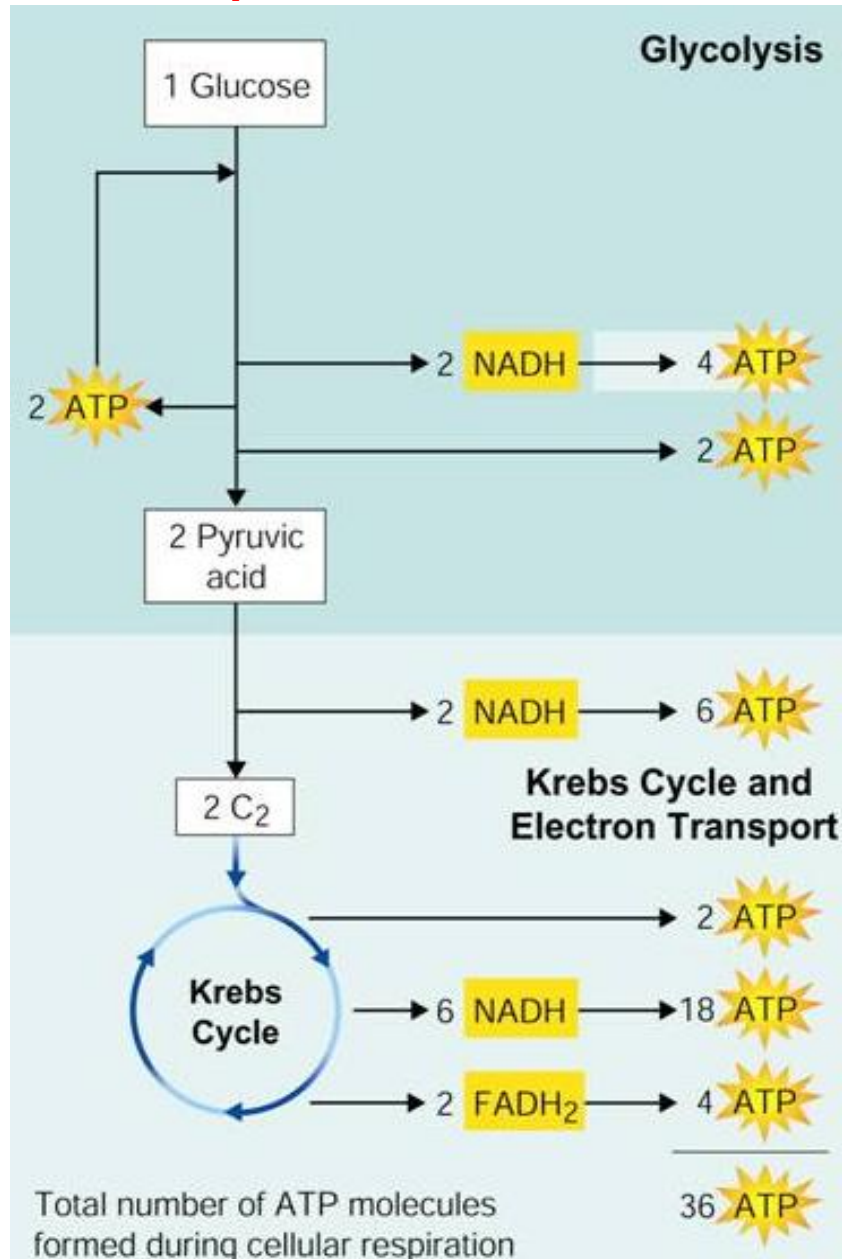 Glycolysis
1 Glucose
2 NADH
4 ATP
2 ATP
2 ATP
2 Pyruvic
acid
2 NADH
6 ATP
Krebs Cycle and
Electron Transport
2 C₂
2 ATP
Krebs
Cycle
6 NADH
18 ATP
2 FADH₂
4 ATP
36 ATP
Total number of ATP molecules
formed during cellular respiration